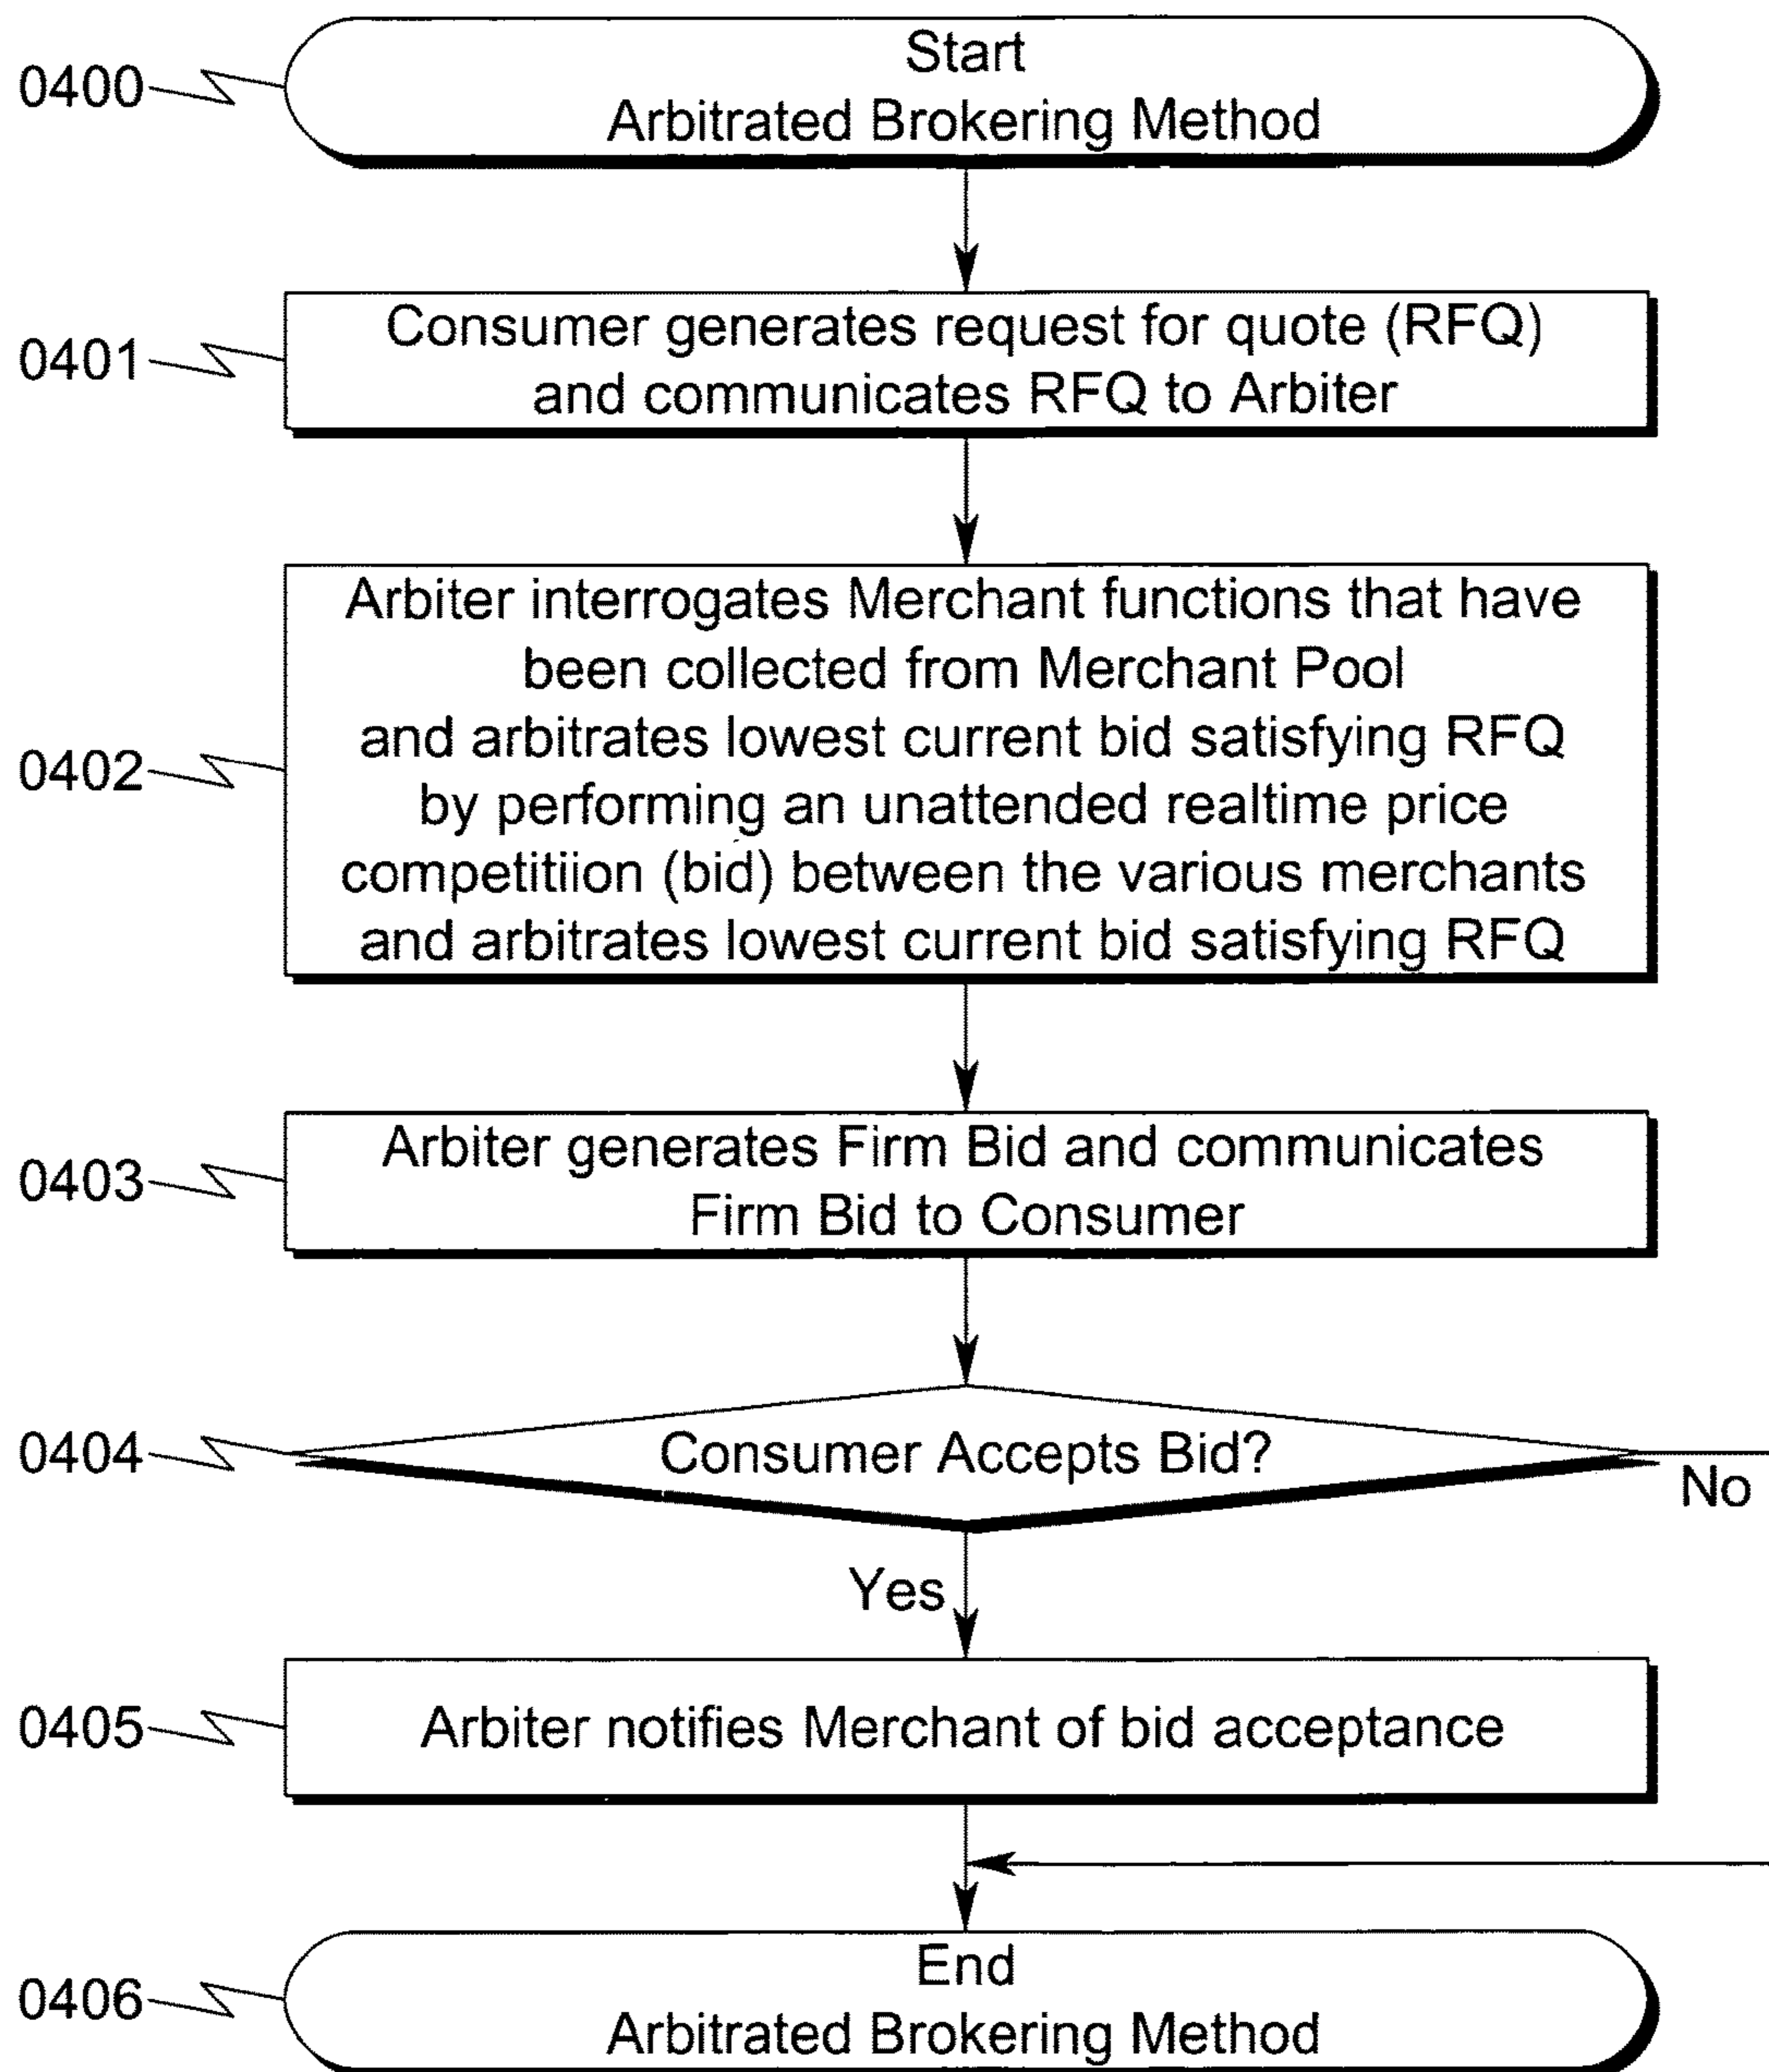 0400
Start
Arbitrated Brokering Method
0401
Consumer generates request for quote (RFQ)
and communicates RFQ to Arbiter
0402
Arbiter interrogates Merchant functions that have
been collected from Merchant Pool
and arbitrates lowest current bid satisfying RFQ
by performing an unattended realtime price
competitiion (bid) between the various merchants
and arbitrates lowest current bid satisfying RFQ
0403
Arbiter generates Firm Bid and communicates
Firm Bid to Consumer
0404
Consumer Accepts Bid?
No
Yes
0405
Arbiter notifies Merchant of bid acceptance
0406
End
Arbitrated Brokering Method